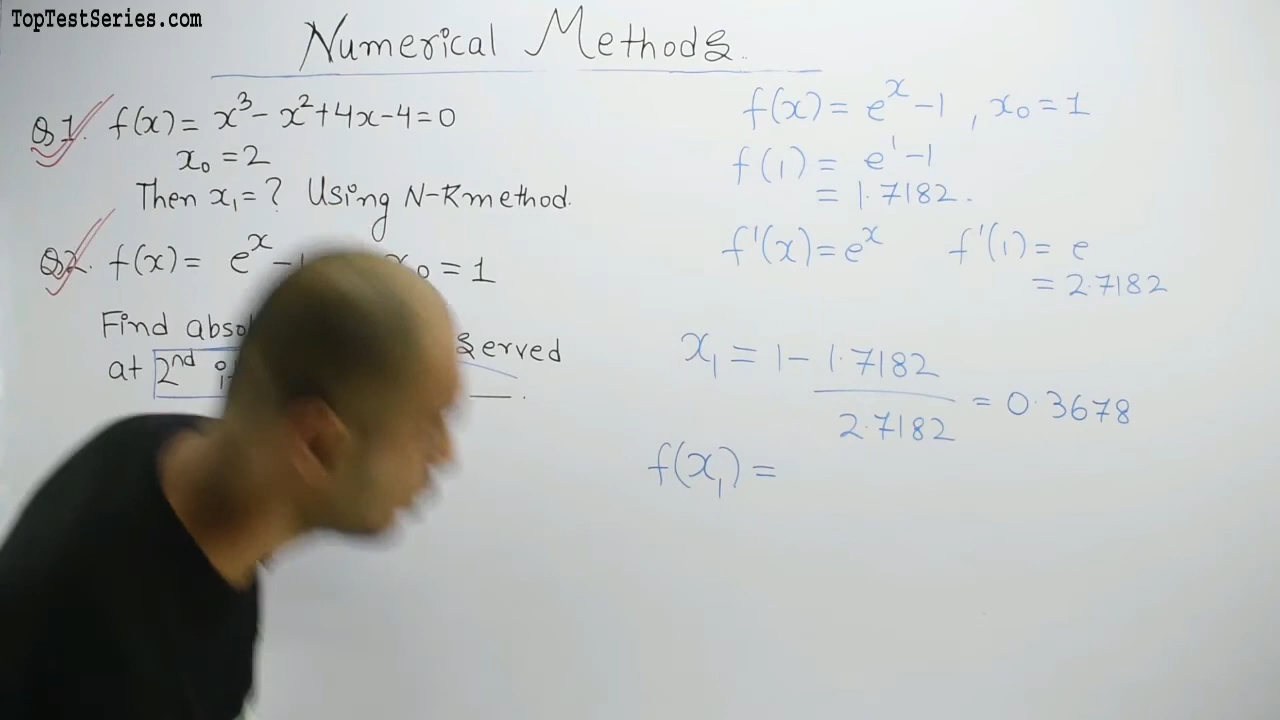 TopTestSeries.com
Numerical Methods.
Q1. f(x) = x³ - x² + 4x - 4 = 0
x₀ = 2
Then x₁ = ? Using N-R method.
Q2. f(x) = eˣ - x₀ = 1
Find served
at 2nd
f(x) = eˣ - 1 , x₀ = 1
f(1) = e¹ - 1
= 1.7182.
f'(x) = eˣ f'(1) = e
= 2.7182
x₁ = 1 - 1.7182
2.7182 = 0.3678
f(x₁) =